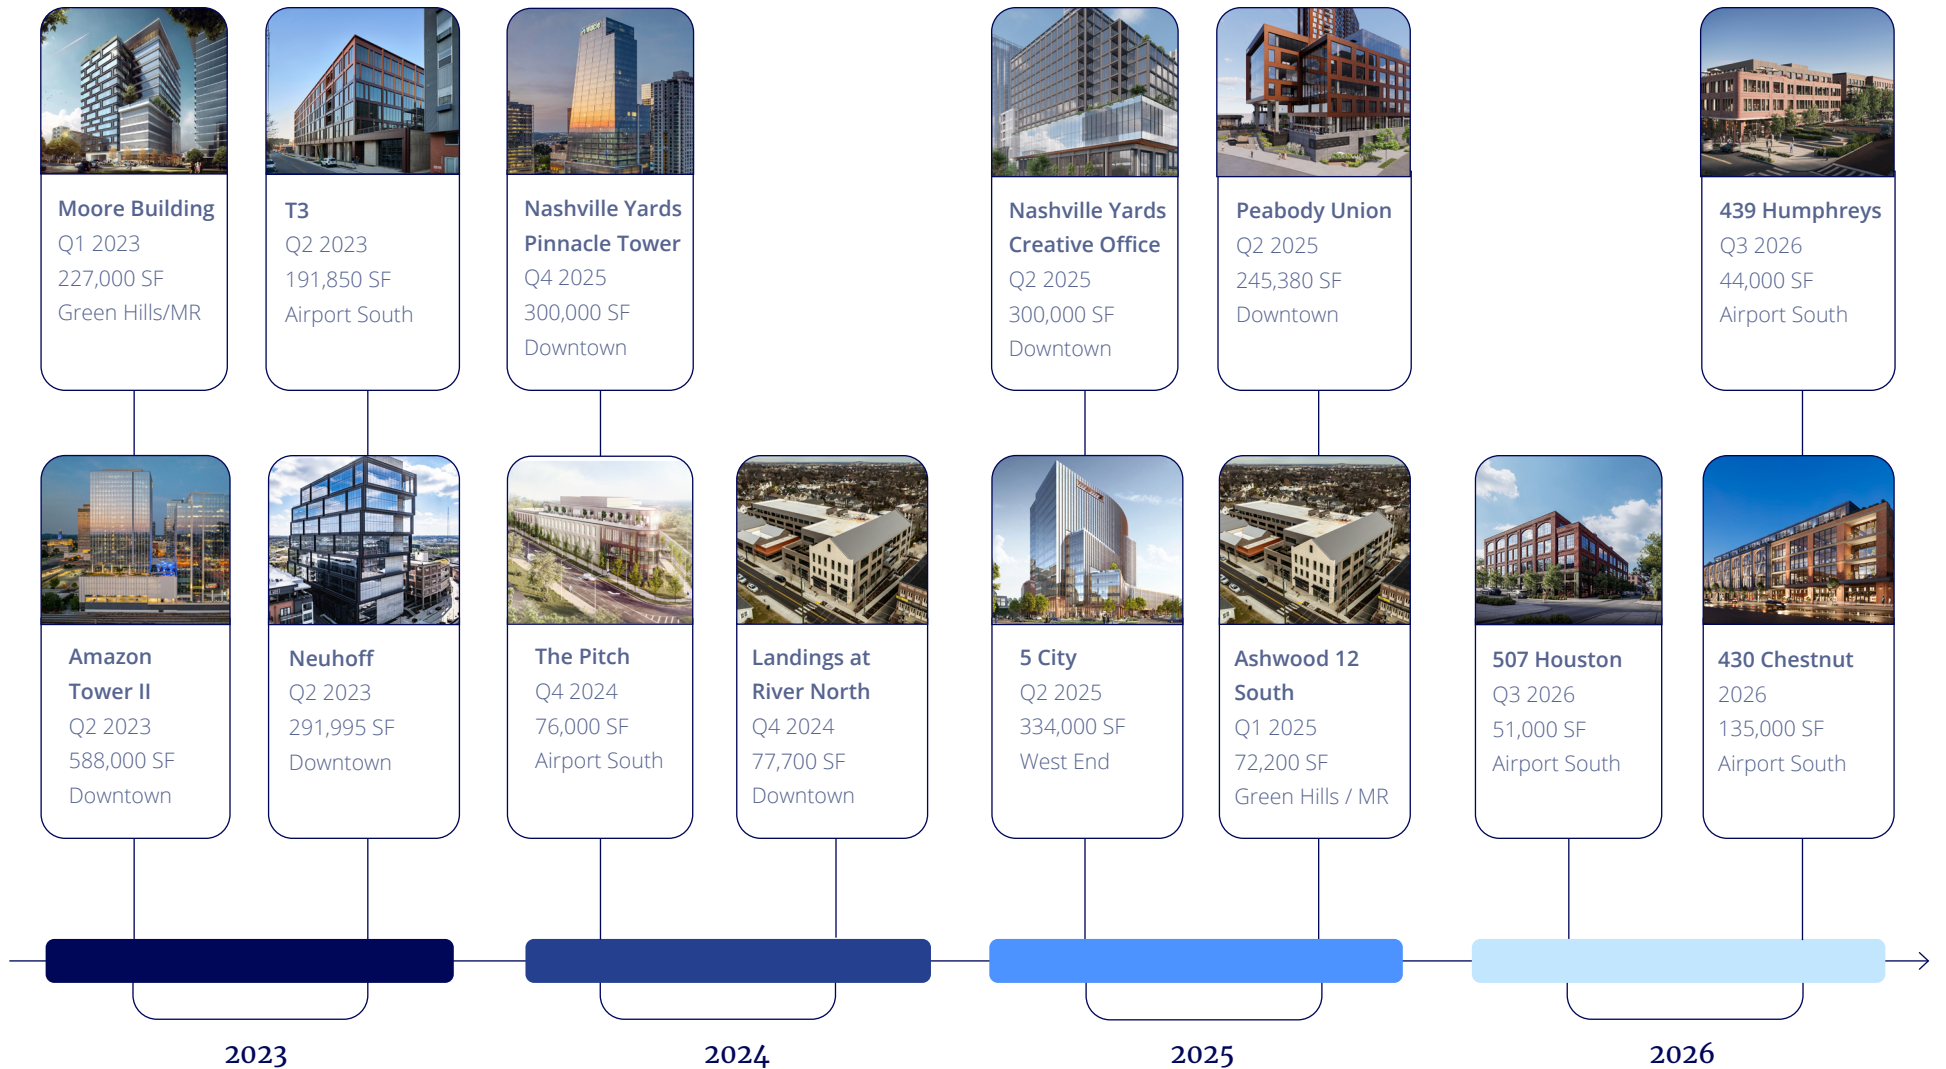 Moore Building
Q1 2023
227,000 SF
Green Hills/MR
T3
Q2 2023
191,850 SF
Airport South
Nashville Yards
Pinnacle Tower
Q4 2025
300,000 SF
Downtown
Nashville Yards
Creative Office
Q2 2025
300,000 SF
Downtown
Peabody Union
Q2 2025
245,380 SF
Downtown
439 Humphreys
Q3 2026
44,000 SF
Airport South
Amazon
Tower II
Q2 2023
588,000 SF
Downtown
Neuhoff
Q2 2023
291,995 SF
Downtown
The Pitch
Q4 2024
76,000 SF
Airport South
Landings at
River North
Q4 2024
77,700 SF
Downtown
5 City
Q2 2025
334,000 SF
West End
Ashwood 12
South
Q1 2025
72,200 SF
Green Hills / MR
507 Houston
Q3 2026
51,000 SF
Airport South
430 Chestnut
2026
135,000 SF
Airport South
2023
2024
2025
2026